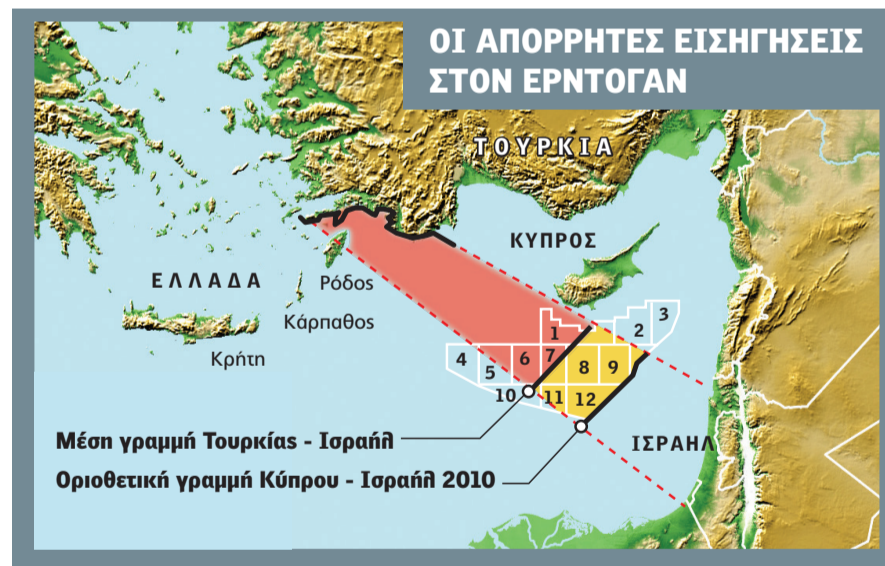 ΟΙ ΑΠΟΡΡΗΤΕΣ ΕΙΣΗΓΗΣΕΙΣ
ΣΤΟΝ ΕΡΝΤΟΓΑΝ
ΤΟΥΡΚΙΑ
ΚΥΠΡΟΣ
ΕΛΛΑΔΑ
Ρόδος
Κάρπαθος
Κρήτη
3
2
1
4
5
6
7
8
9
10
11
12
ΙΣΡΑΗΛ
Μέση γραμμή Τουρκίας - Ισραήλ
Οριοθετική γραμμή Κύπρου - Ισραήλ 2010